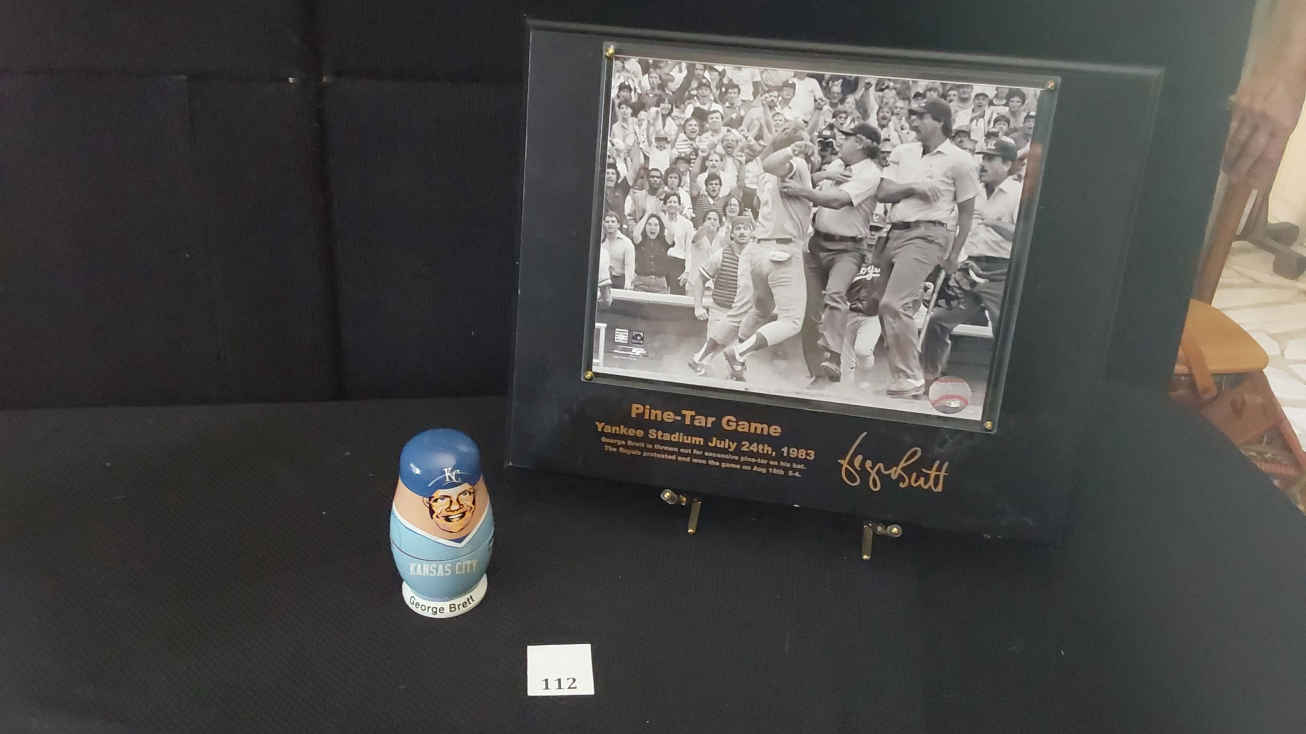 Pine-Tar Game
Yankee Stadium July 24th, 1983
George Brett is thrown out for excessive pine-tar on his bat.
The Royals protested and won the game on Aug 18th 5-4.
George Brett
KC
KANSAS CITY
George Brett
112